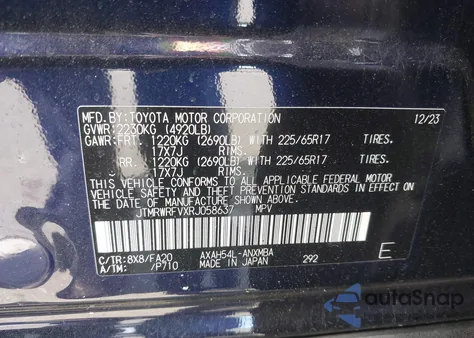 MFD.BY:TOYOTA MOTOR CORPORATION 12/23
GVWR:2230KG (4920LB)
GAWR:FRT. 1220KG (2690LB) WITH 225/65R17 TIRES.
17X7J RIMS.
RR. 1220KG (2690LB) WITH 225/65R17 TIRES.
17X7J RIMS.
THIS VEHICLE CONFORMS TO ALL APPLICABLE FEDERAL MOTOR
VEHICLE SAFETY AND THEFT PREVENTION STANDARDS IN EFFECT ON
THE DATE OF MANUFACTURE SHOWN ABOVE.
JTMRWRFVXRJ058637 MPV
C/TR:8X8/FA20 AXAH54L-ANXMBA E
A/TM: /P710 MADE IN JAPAN 292
autoSnap